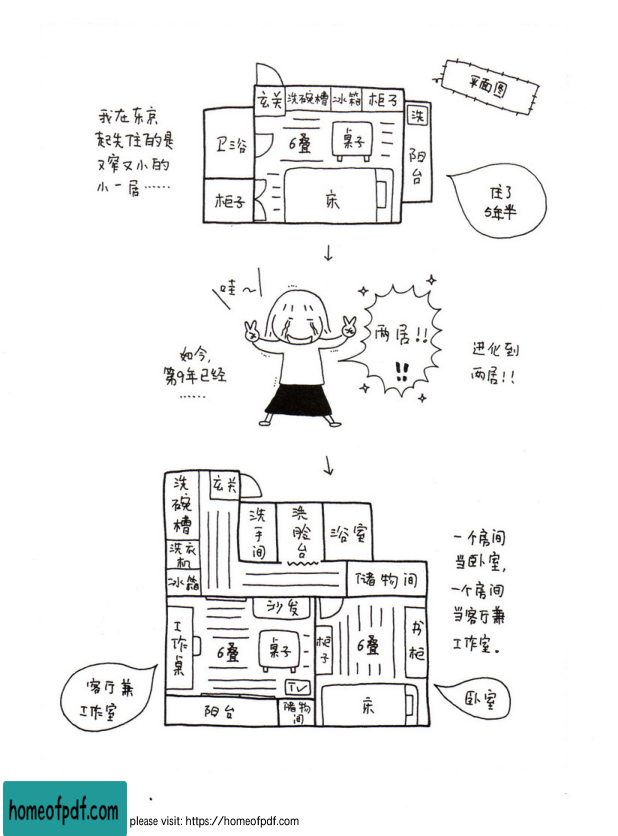 平面图
我在东京
起先住的是
又窄又小的
小一居……
玄关
洗碗槽
冰箱
柜子
洗
卫浴
6叠
桌子
阳台
柜子
床
住了
5年半
哇～
两居!!
!!
如今，
第9年已经
……
进化到
两居!!
洗碗槽
玄关
洗手间
洗脸台
浴室
洗衣机
冰箱
储物间
沙发
工作桌
6叠
桌子
柜子
6叠
书柜
TV
床
阳台
储物间
一个房间
当卧室，
一个房间
当客厅兼
工作室。
客厅兼
工作室
卧室
homeofpdf.com
please visit: https://homeofpdf.com